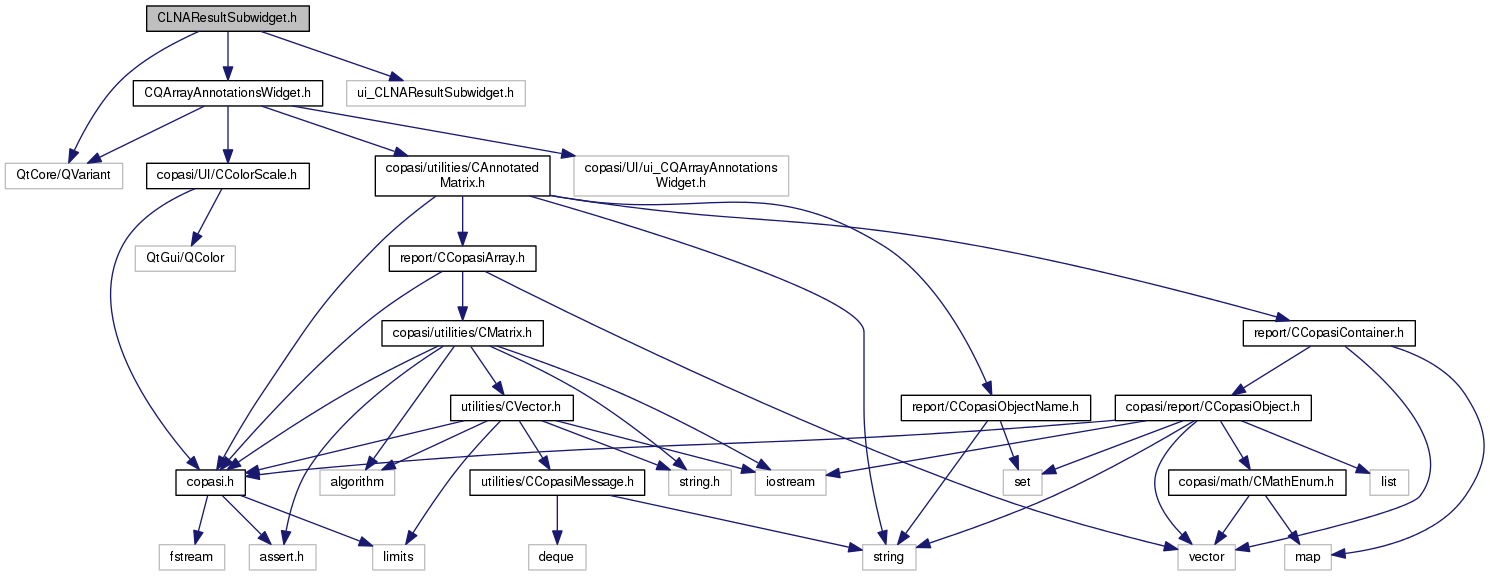 CLNAResultSubwidget.h
CQArrayAnnotationsWidget.h
ui_CLNAResultSubwidget.h
QtCore/QVariant
copasi/UI/CColorScale.h
copasi/utilities/CAnnotated
Matrix.h
copasi/UI/ui_CQArrayAnnotations
Widget.h
QtGui/QColor
report/CCopasiArray.h
copasi/utilities/CMatrix.h
report/CCopasiContainer.h
utilities/CVector.h
report/CCopasiObjectName.h
copasi/report/CCopasiObject.h
copasi.h
algorithm
utilities/CCopasiMessage.h
string.h
iostream
set
copasi/math/CMathEnum.h
list
fstream
assert.h
limits
deque
string
vector
map